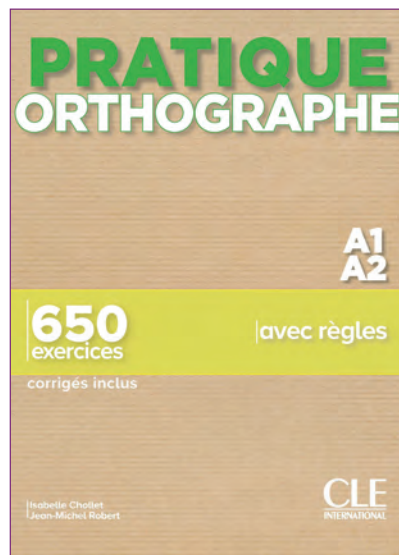 PRATIQUE
ORTHOGRAPHE
A1
A2
650
exercices
avec règles
corrigés inclus
Isabelle Chollet
Jean-Michel Robert
CLE
INTERNATIONAL